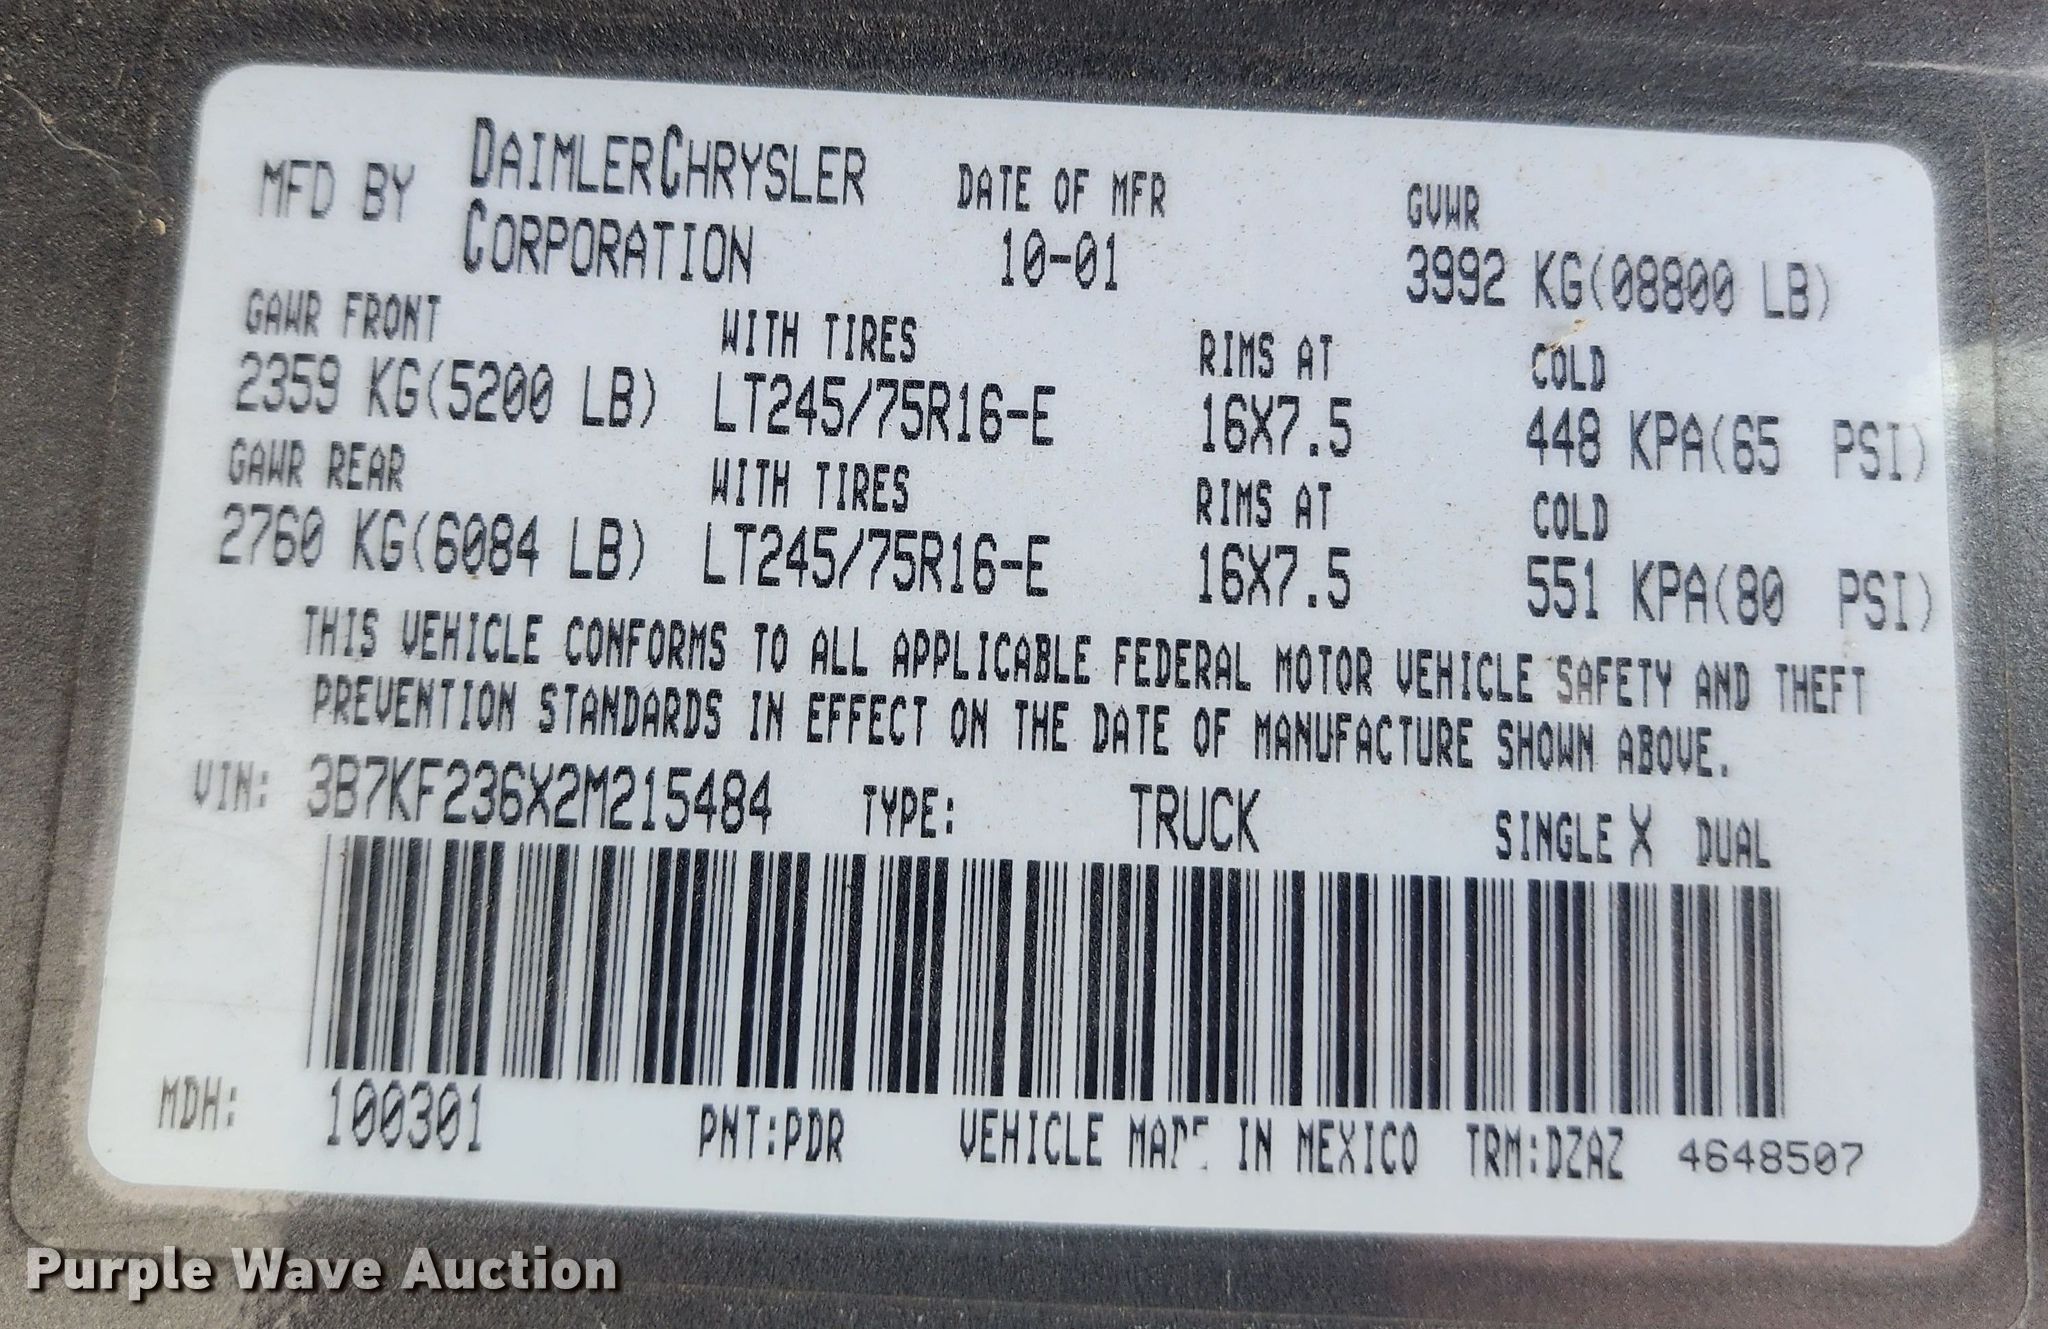 MFD BY DAIMLERCHRYSLER CORPORATION DATE OF MFR 10-01 GVWR 3992 KG(08800 LB)
GAWR FRONT WITH TIRES RIMS AT COLD
2359 KG(5200 LB) LT245/75R16-E 16X7.5 448 KPA(65 PSI)
GAWR REAR WITH TIRES RIMS AT COLD
2760 KG(6084 LB) LT245/75R16-E 16X7.5 551 KPA(80 PSI)
THIS VEHICLE CONFORMS TO ALL APPLICABLE FEDERAL MOTOR VEHICLE SAFETY AND THEFT
PREVENTION STANDARDS IN EFFECT ON THE DATE OF MANUFACTURE SHOWN ABOVE.
VIN: 3B7KF236X2M215484 TYPE: TRUCK SINGLE X DUAL
MDH: 100301 PNT:PDR VEHICLE MADE IN MEXICO TRM:DZAZ 4648507
Purple Wave Auction